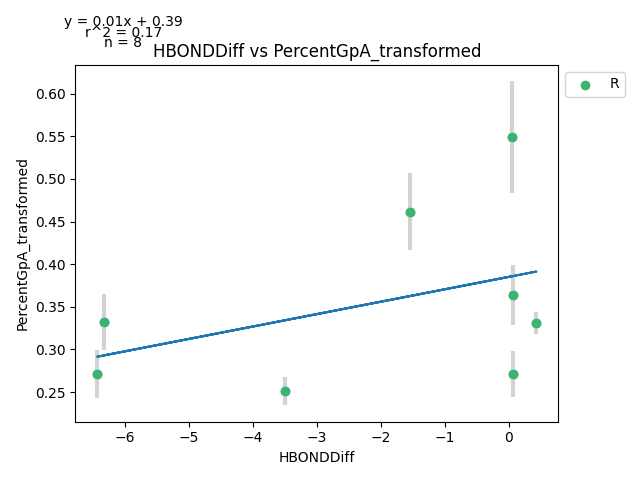 y = 0.01x + 0.39
r^2 = 0.17
n = 8
HBONDDiff vs PercentGpA_transformed
R
PercentGpA_transformed
0.60
0.55
0.50
0.45
0.40
0.35
0.30
0.25
−6
−5
−4
−3
−2
−1
0
HBONDDiff